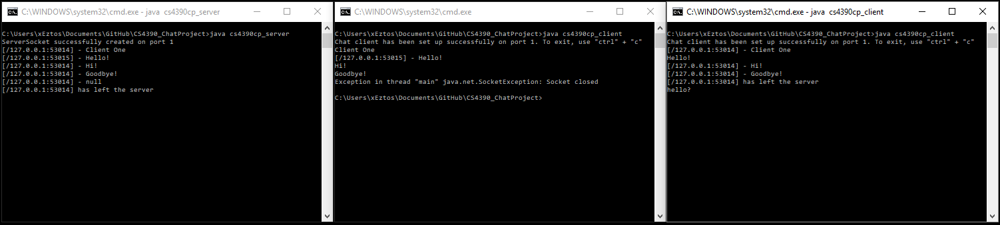 C:\WINDOWS\system32\cmd.exe - java  cs4390cp_server
C:\Users\xEztos\Documents\GitHub\CS4390_ChatProject>java cs4390cp_server
ServerSocket successfully created on port 1
[/127.0.0.1:53014] - Client One
[/127.0.0.1:53015] - Hello!
[/127.0.0.1:53014] - Hi!
[/127.0.0.1:53014] - Goodbye!
[/127.0.0.1:53014] - null
[/127.0.0.1:53014] has left the server
C:\WINDOWS\system32\cmd.exe
C:\Users\xEztos\Documents\GitHub\CS4390_ChatProject>java cs4390cp_client
Chat client has been set up successfully on port 1. To exit, use "ctrl" + "c"
Client One
[/127.0.0.1:53015] - Hello!
Hi!
Goodbye!
Exception in thread "main" java.net.SocketException: Socket closed
C:\Users\xEztos\Documents\GitHub\CS4390_ChatProject>
C:\WINDOWS\system32\cmd.exe - java  cs4390cp_client
C:\Users\xEztos\Documents\GitHub\CS4390_ChatProject>java cs4390cp_client
Chat client has been set up successfully on port 1. To exit, use "ctrl" + "c"
[/127.0.0.1:53014] - Client One
Hello!
[/127.0.0.1:53014] - Hi!
[/127.0.0.1:53014] - Goodbye!
[/127.0.0.1:53014] has left the server
hello?